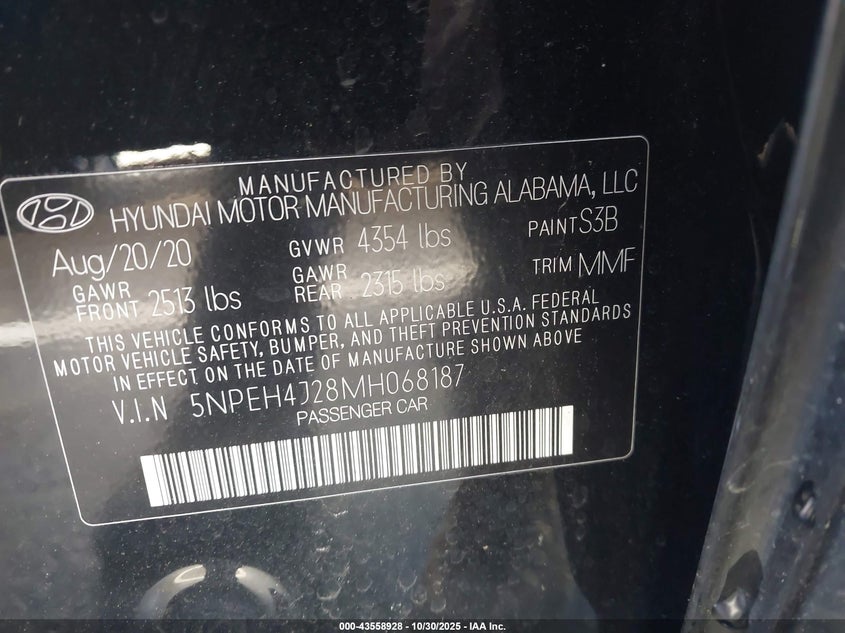 MANUFACTURED BY
HYUNDAI MOTOR MANUFACTURING ALABAMA, LLC
Aug/20/20 GVWR 4354 lbs PAINT S3B
GAWR FRONT 2513 lbs GAWR REAR 2315 lbs TRIM MMF
THIS VEHICLE CONFORMS TO ALL APPLICABLE U.S.A. FEDERAL
MOTOR VEHICLE SAFETY, BUMPER, AND THEFT PREVENTION STANDARDS
IN EFFECT ON THE DATE OF MANUFACTURE SHOWN ABOVE
V.I.N 5NPEH4J28MH068187
PASSENGER CAR
000-43558928 - 10/30/2025 - IAA Inc.